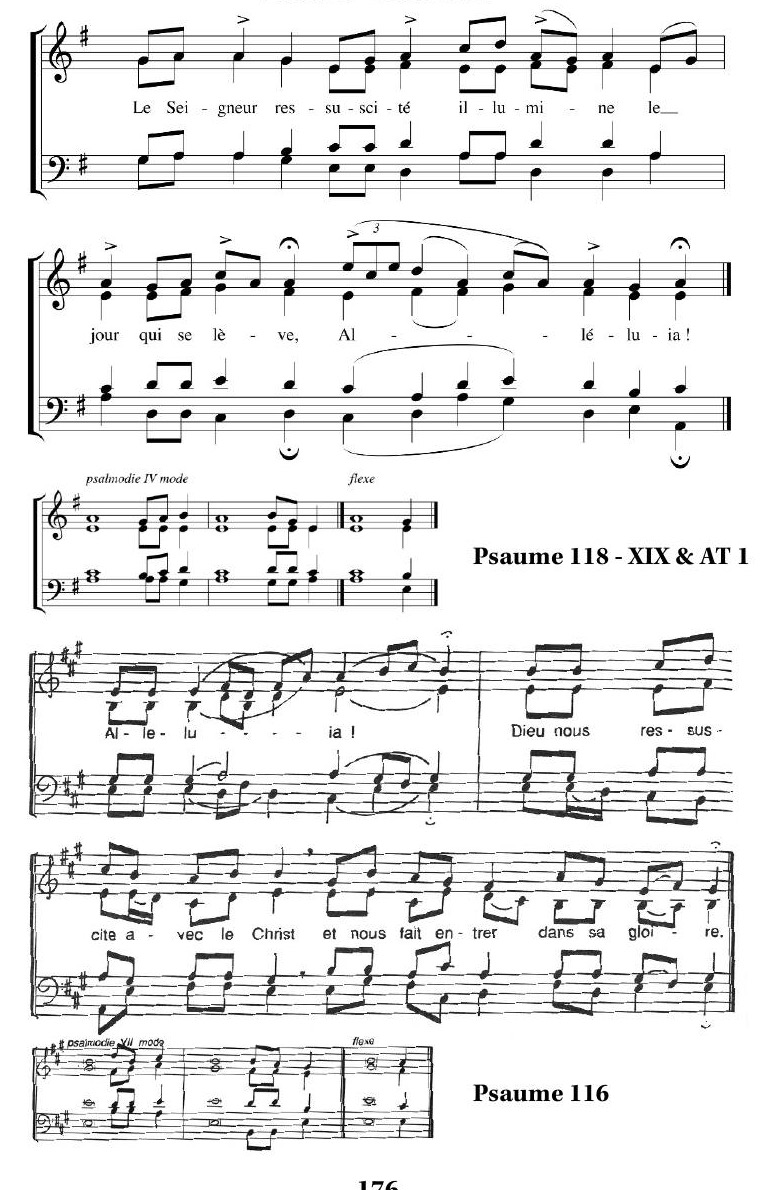 Le Sei - gneur res - su - sci - té il - lu - mi - ne le
3
jour qui se lè - ve, Al - - - - lé - lu - ia !
psalmodie IV mode flexe
Psaume 118 - XIX & AT 1
Al - le - lu - - - ia ! Dieu nous res - sus -
cite a - vec le Christ et nous fait en - trer dans sa gloi - re.
psalmodie XII mode flexe
Psaume 116
176